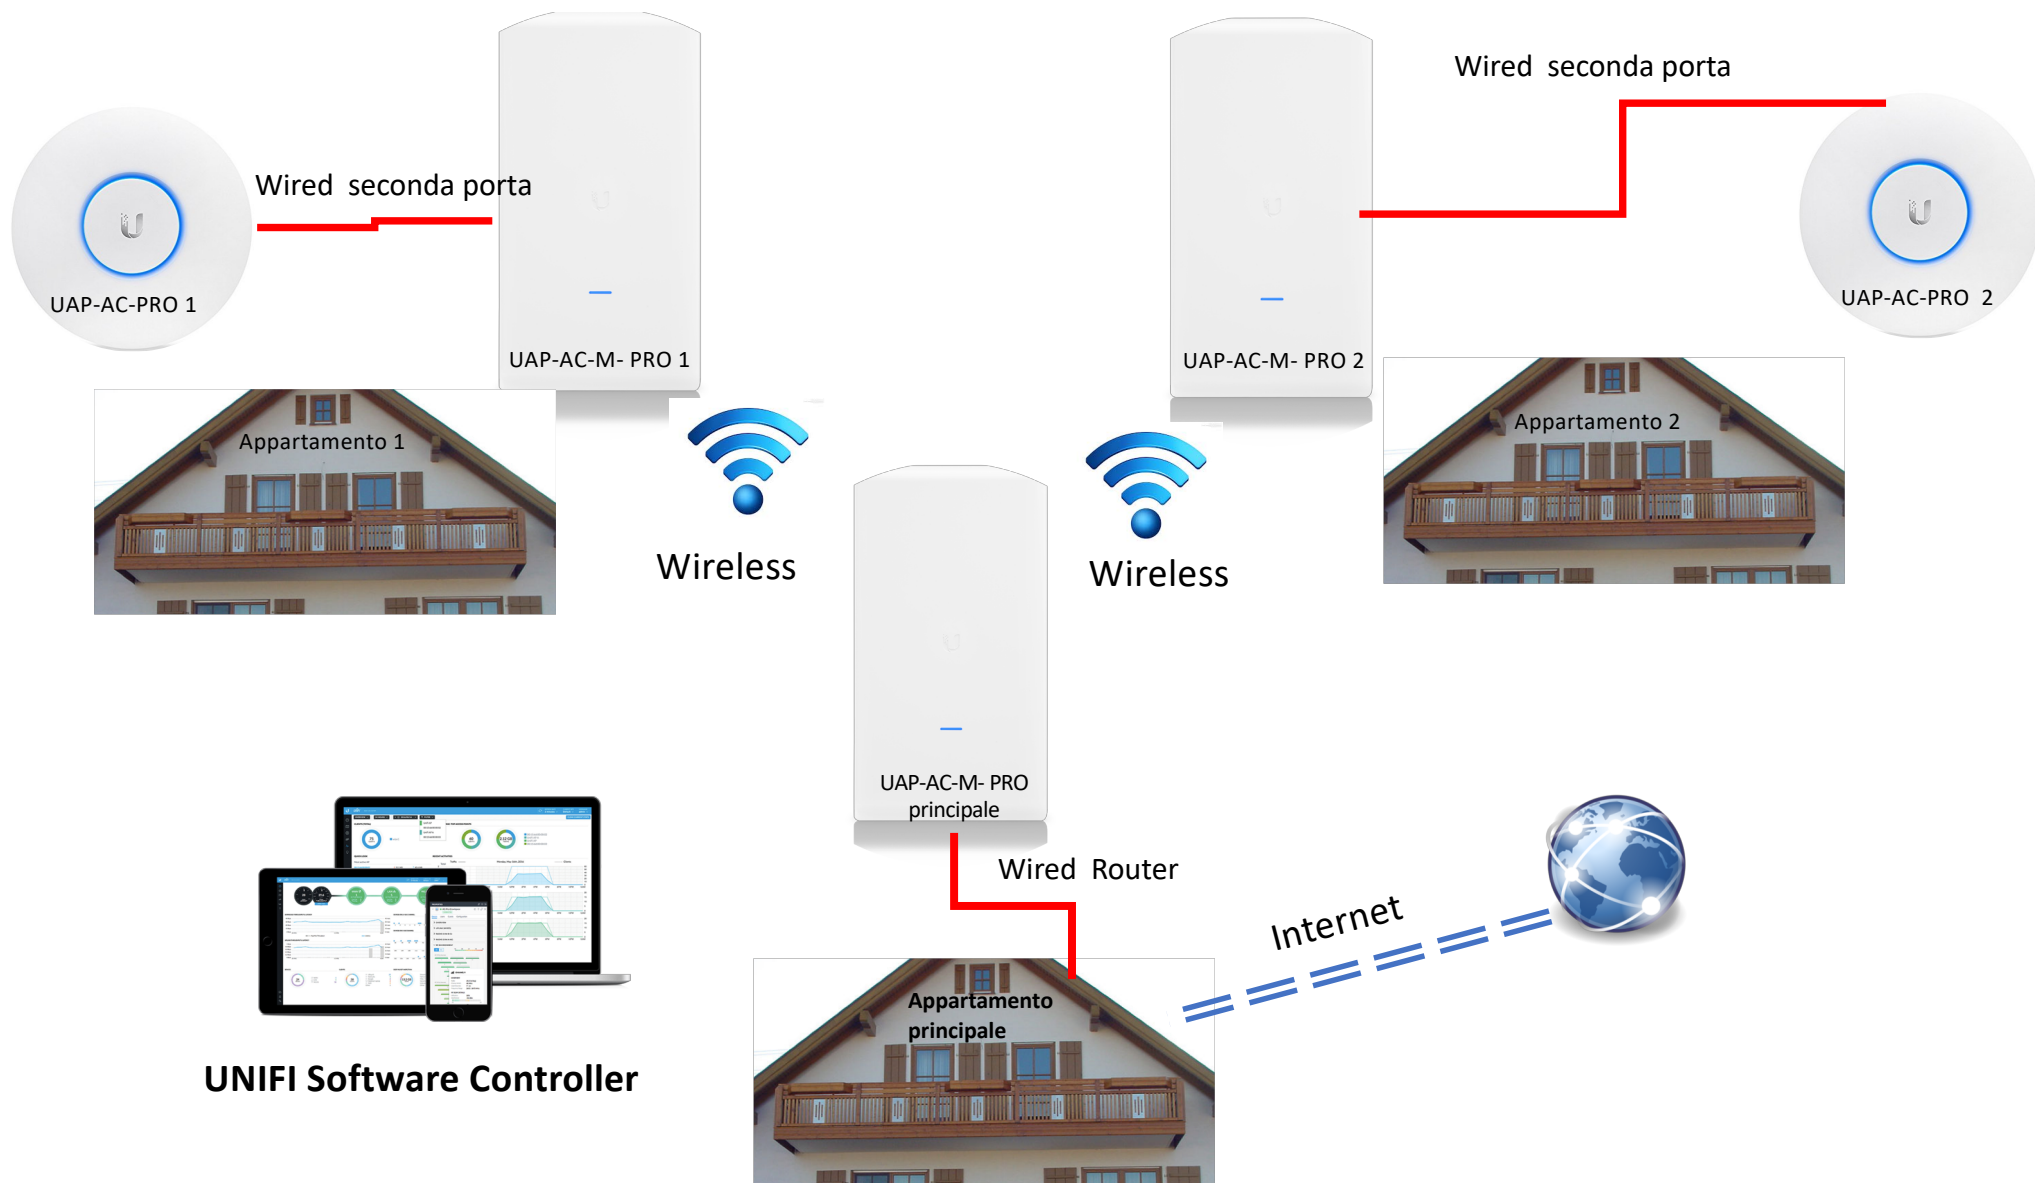 Wired  seconda porta
Wired  seconda porta
UAP-AC-PRO 1
UAP-AC-PRO  2
UAP-AC-M- PRO 1
UAP-AC-M- PRO 2
Appartamento 1
Appartamento 2
Wireless
Wireless
UAP-AC-M- PRO
principale
Wired  Router
Internet
Appartamento
principale
UNIFI Software Controller